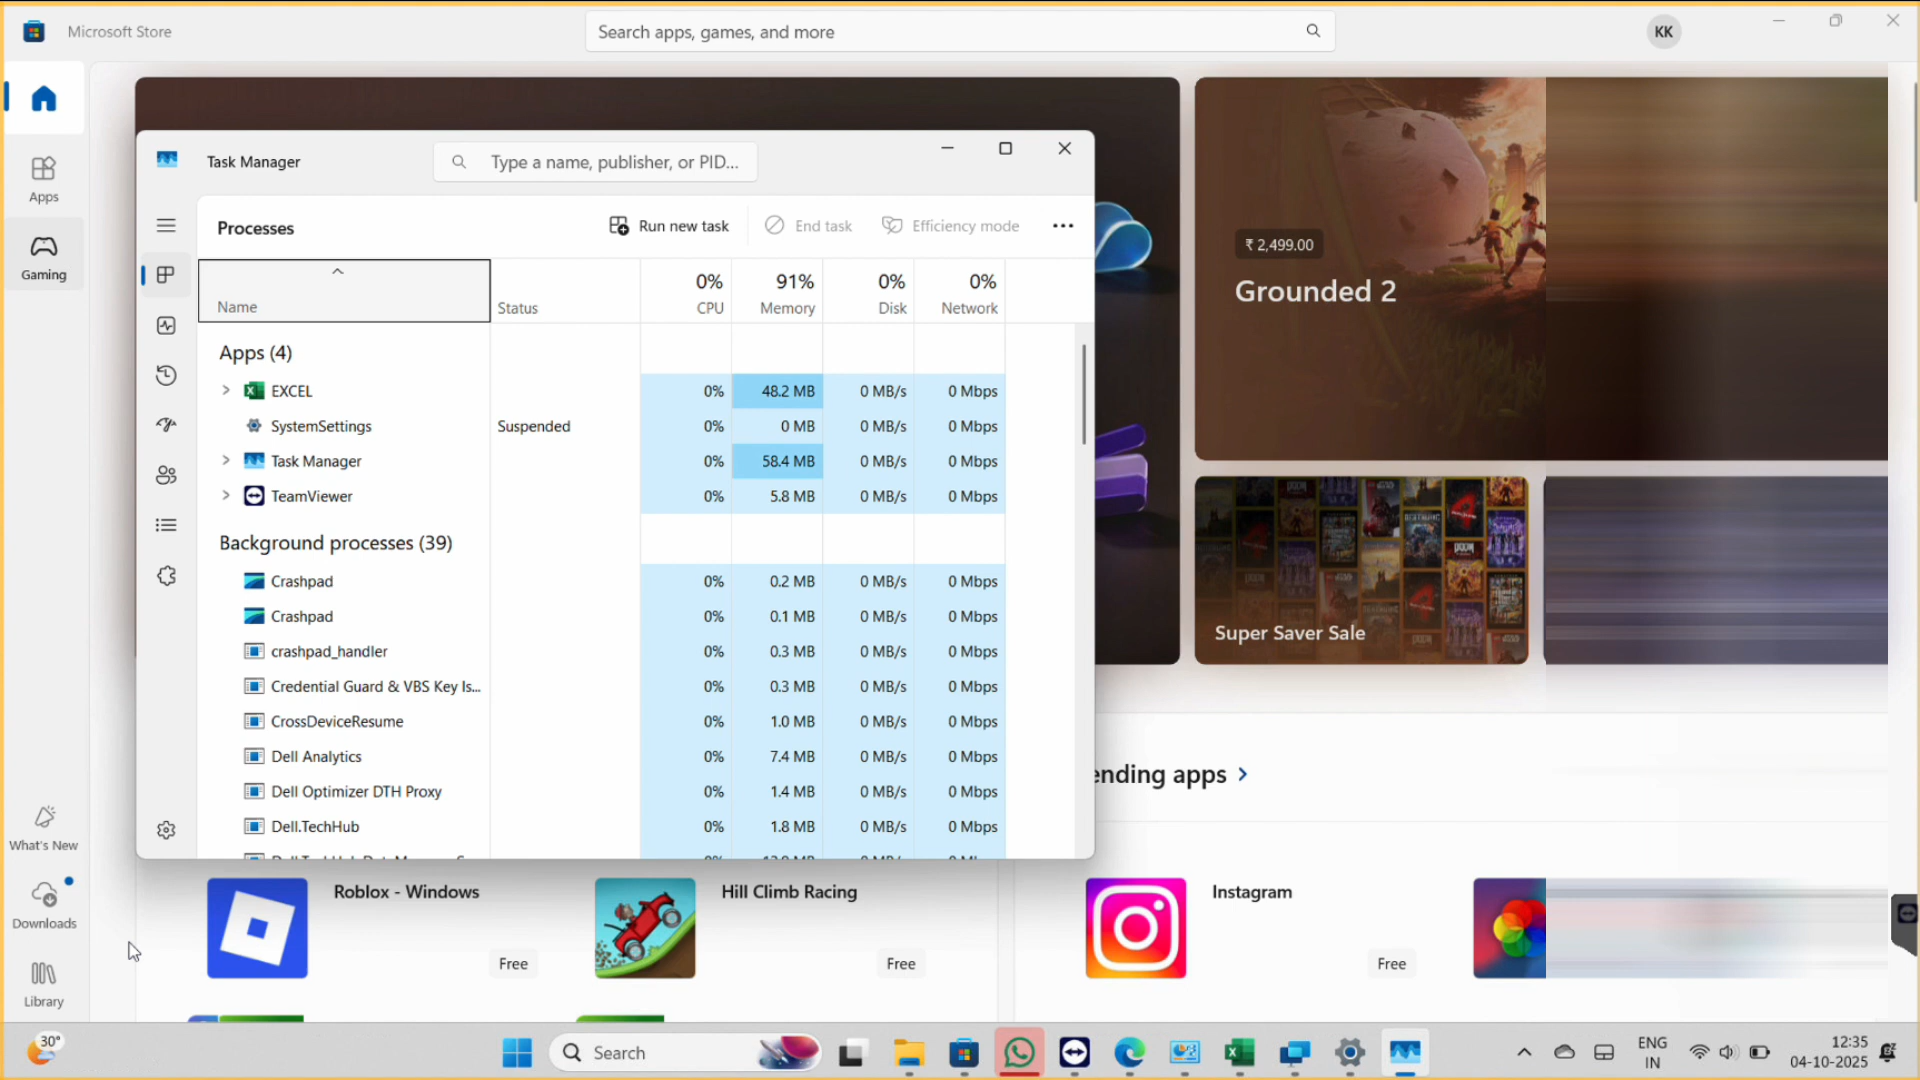 Microsoft Store
Search apps, games, and more
KK
Apps
Gaming
What's New
Downloads
Library
Task Manager
Type a name, publisher, or PID...
Processes
Run new task
End task
Efficiency mode
Name
Status
0%
CPU
91%
Memory
0%
Disk
0%
Network
Apps (4)
EXCEL 0% 48.2 MB 0 MB/s 0 Mbps
SystemSettings Suspended 0% 0 MB 0 MB/s 0 Mbps
Task Manager 0% 58.4 MB 0 MB/s 0 Mbps
TeamViewer 0% 5.8 MB 0 MB/s 0 Mbps
Background processes (39)
Crashpad 0% 0.2 MB 0 MB/s 0 Mbps
Crashpad 0% 0.1 MB 0 MB/s 0 Mbps
crashpad_handler 0% 0.3 MB 0 MB/s 0 Mbps
Credential Guard & VBS Key Is... 0% 0.3 MB 0 MB/s 0 Mbps
CrossDeviceResume 0% 1.0 MB 0 MB/s 0 Mbps
Dell Analytics 0% 7.4 MB 0 MB/s 0 Mbps
Dell Optimizer DTH Proxy 0% 1.4 MB 0 MB/s 0 Mbps
Dell.TechHub 0% 1.8 MB 0 MB/s 0 Mbps
₹ 2,499.00
Grounded 2
Super Saver Sale
ending apps
Roblox - Windows
Free
Hill Climb Racing
Free
Instagram
Free
30°
Search
ENG
IN
12:35
04-10-2025